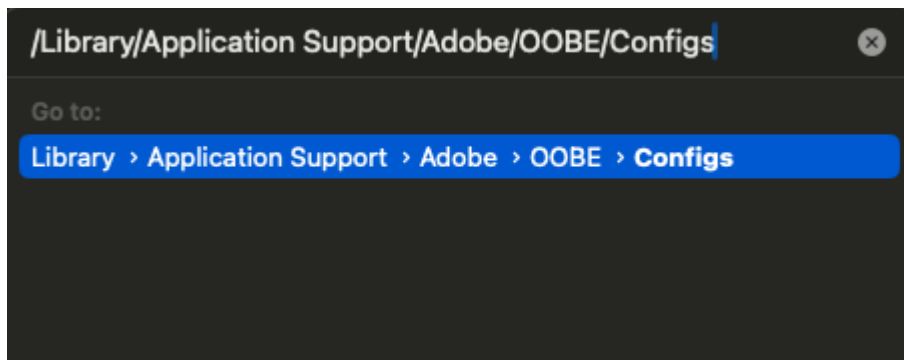 /Library/Application Support/Adobe/OOBE/Configs
Go to:
Library › Application Support › Adobe › OOBE › Configs